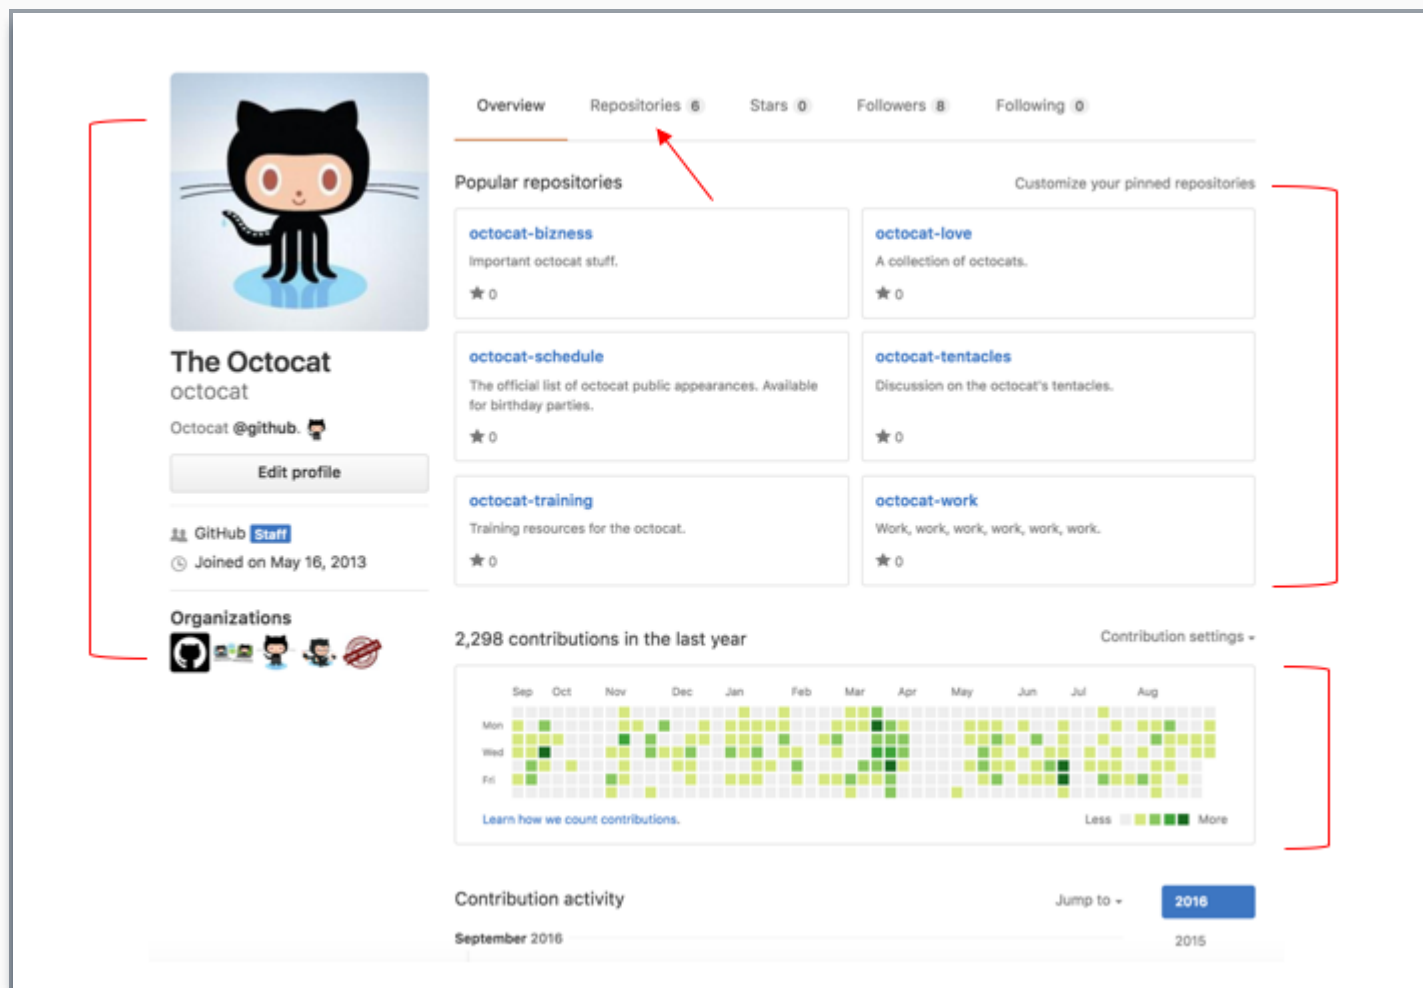 Overview Repositories 6 Stars 0 Followers 8 Following 0
Popular repositories Customize your pinned repositories
octocat-bizness
Important octocat stuff.
0
octocat-love
A collection of octocats.
0
octocat-schedule
The official list of octocat public appearances. Available
for birthday parties.
0
octocat-tentacles
Discussion on the octocat's tentacles.
0
octocat-training
Training resources for the octocat.
0
octocat-work
Work, work, work, work, work, work.
0
The Octocat
octocat
Octocat @github.
Edit profile
GitHub Staff
Joined on May 16, 2013
Organizations
2,298 contributions in the last year Contribution settings
Sep Oct Nov Dec Jan Feb Mar Apr May Jun Jul Aug
Mon
Wed
Fri
Learn how we count contributions. Less More
Contribution activity Jump to 2016
September 2016 2015